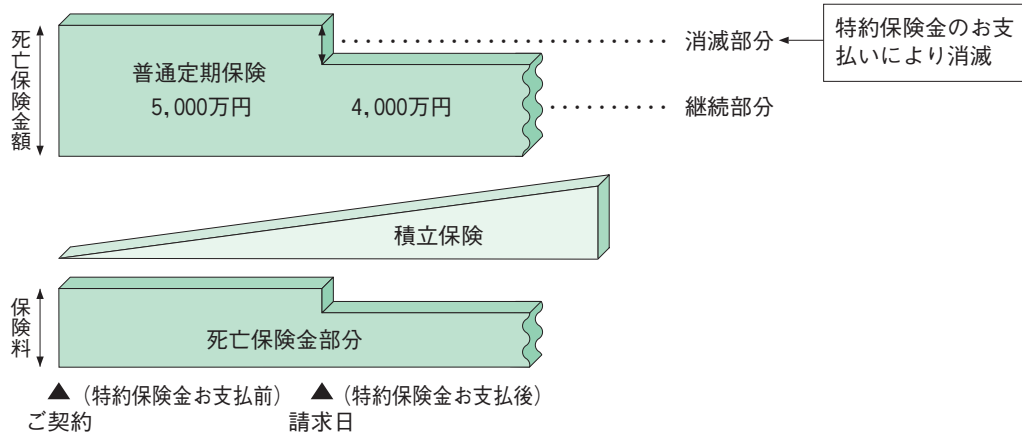 死亡保険金額
普通定期保険
5,000万円
4,000万円
消滅部分
特約保険金のお支
払いにより消滅
継続部分
積立保険
保険料
死亡保険金部分
▲(特約保険金お支払前)
▲(特約保険金お支払後)
ご契約
請求日